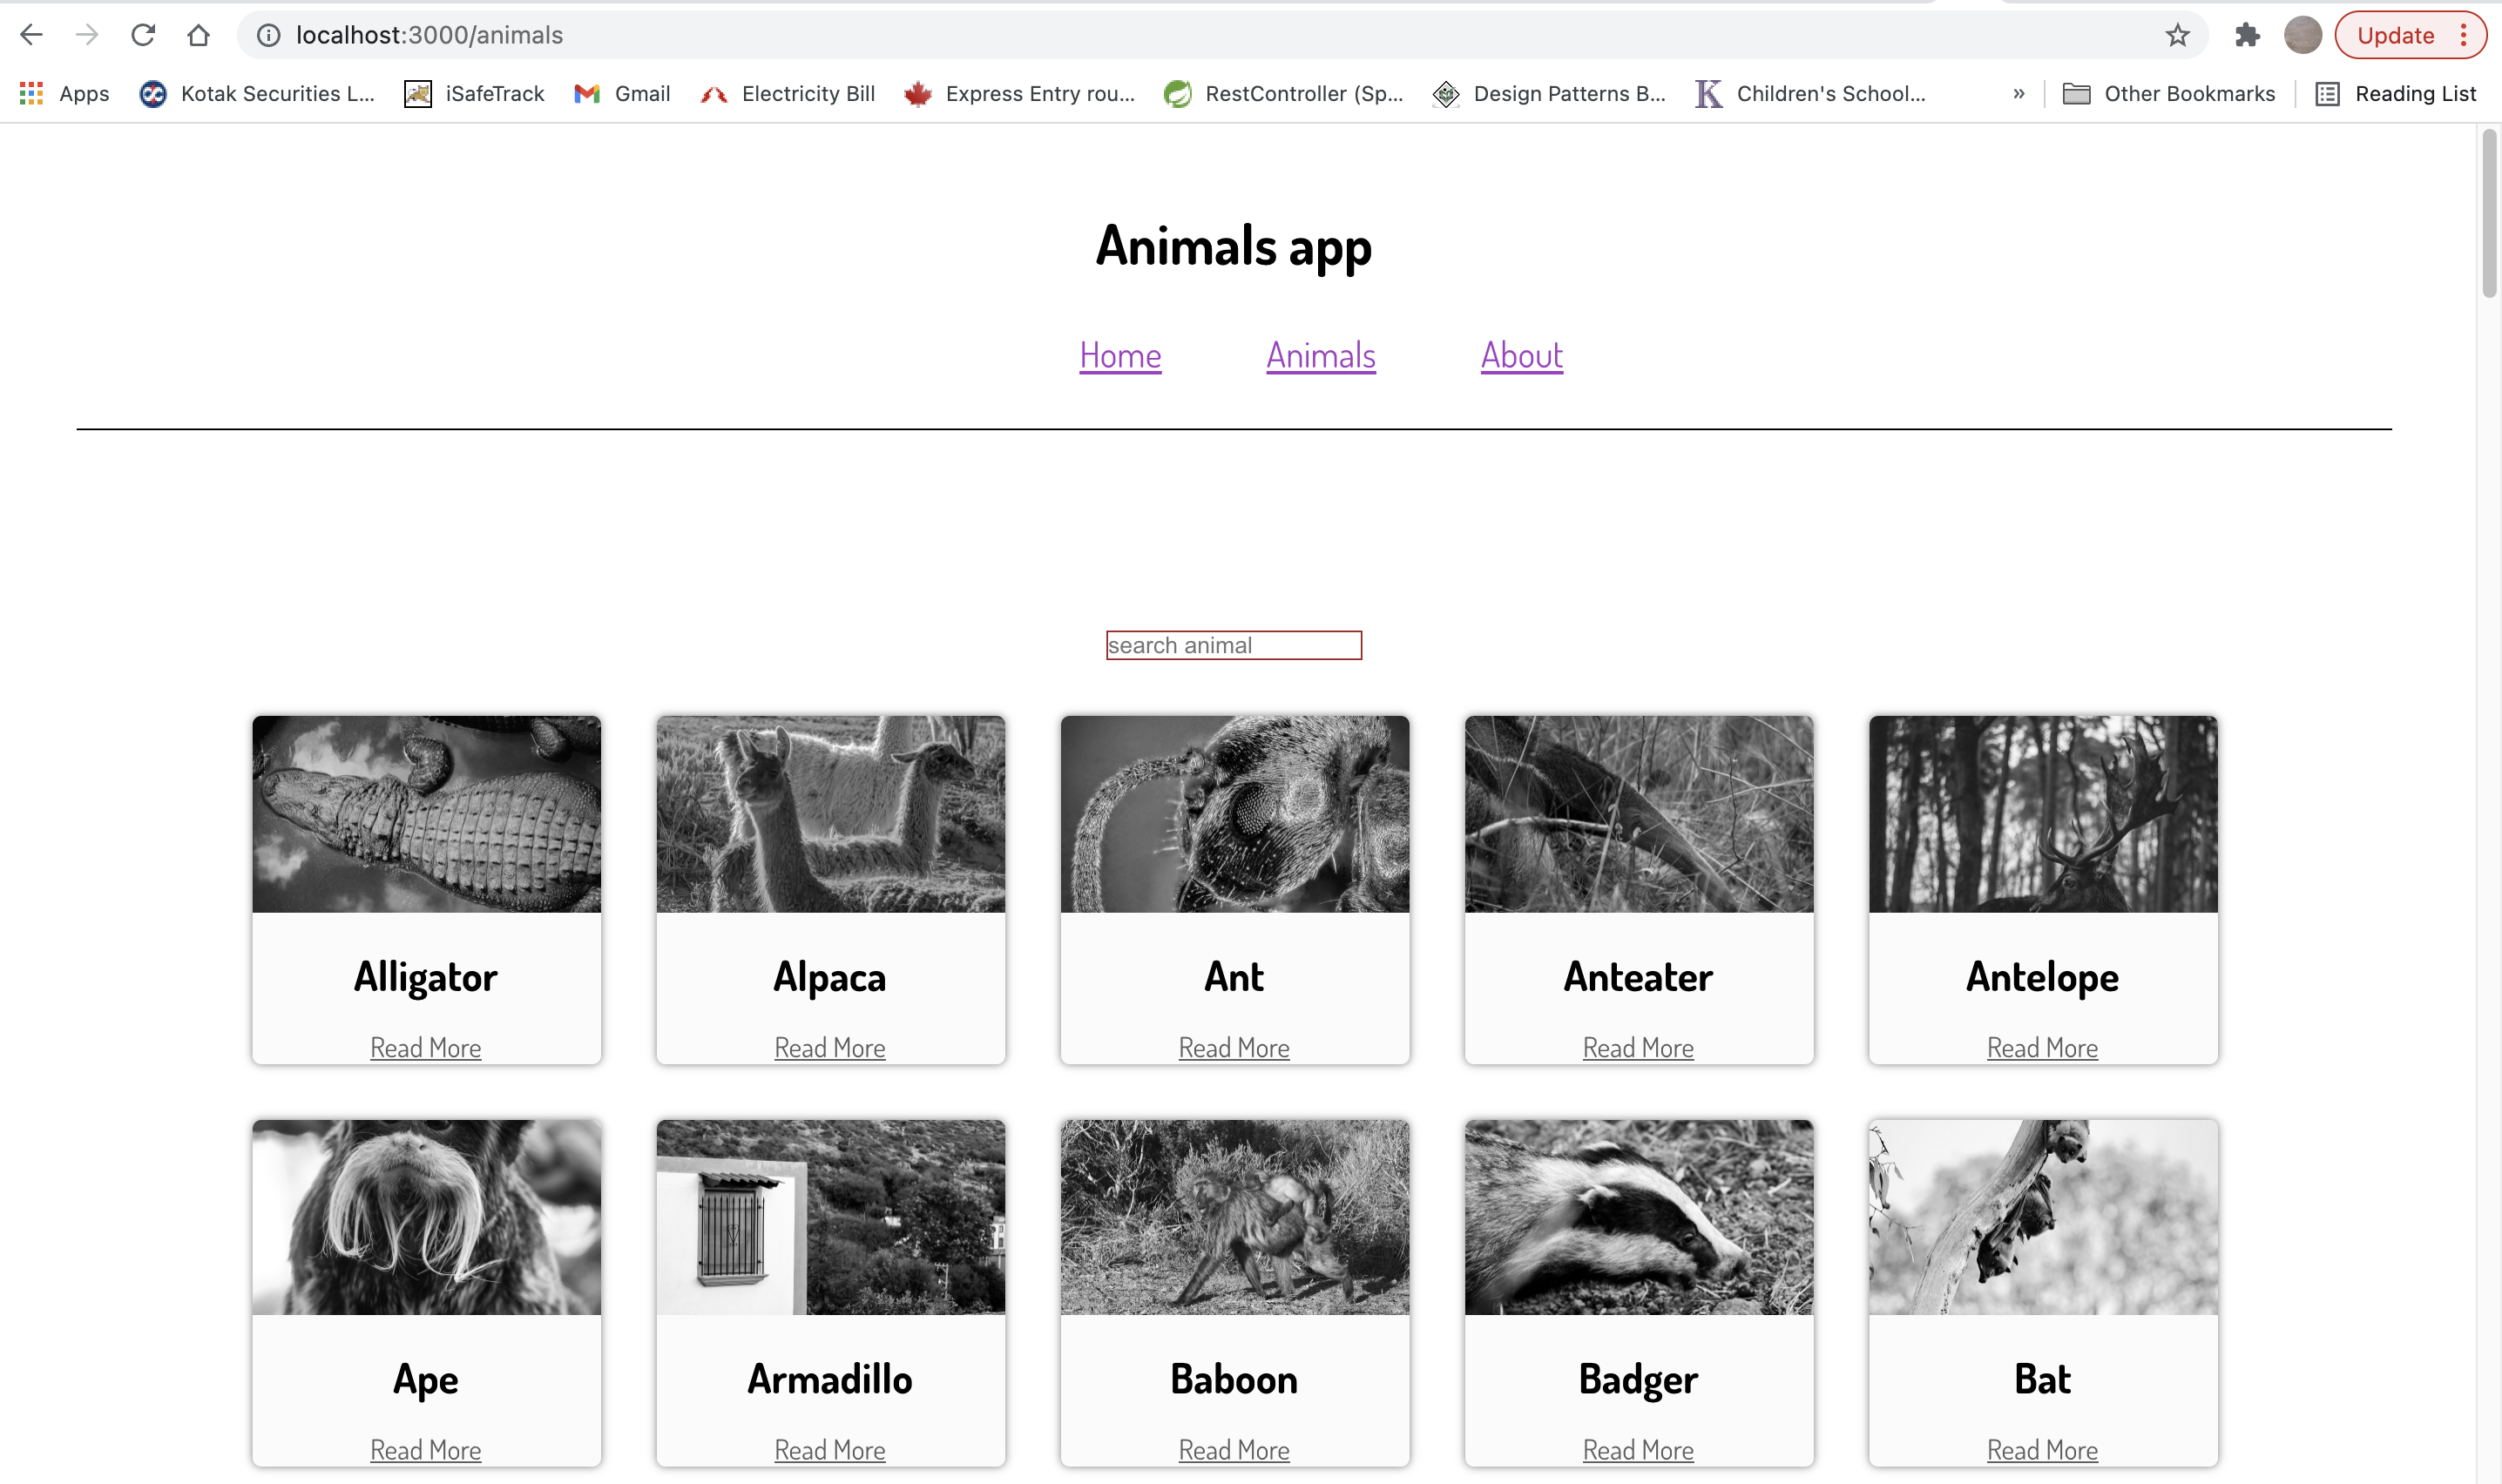 localhost:3000/animals
Update
Apps
Kotak Securities L...
iSafeTrack
Gmail
Electricity Bill
Express Entry rou...
RestController (Sp...
Design Patterns B...
K
Children's School...
»
Other Bookmarks
Reading List
Animals app
Home Animals About
search animal
Alligator Alpaca Ant Anteater Antelope
Read More Read More Read More Read More Read More
Ape Armadillo Baboon Badger Bat
Read More Read More Read More Read More Read More